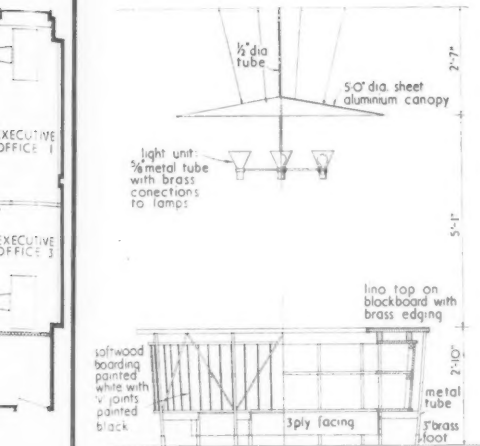 EXECUTIVE
OFFICE 1
EXECUTIVE
OFFICE 3
½" dia
tube
5'0" dia. sheet
aluminium canopy
2'-7"
light unit:
⅝" metal tube
with brass
conections
to lamps
5'-1"
lino top on
blockboard with
brass edging
softwood
boarding
painted
white with
'v' joints
painted
black
3ply facing
2'-10"
metal
tube
3" brass
foot